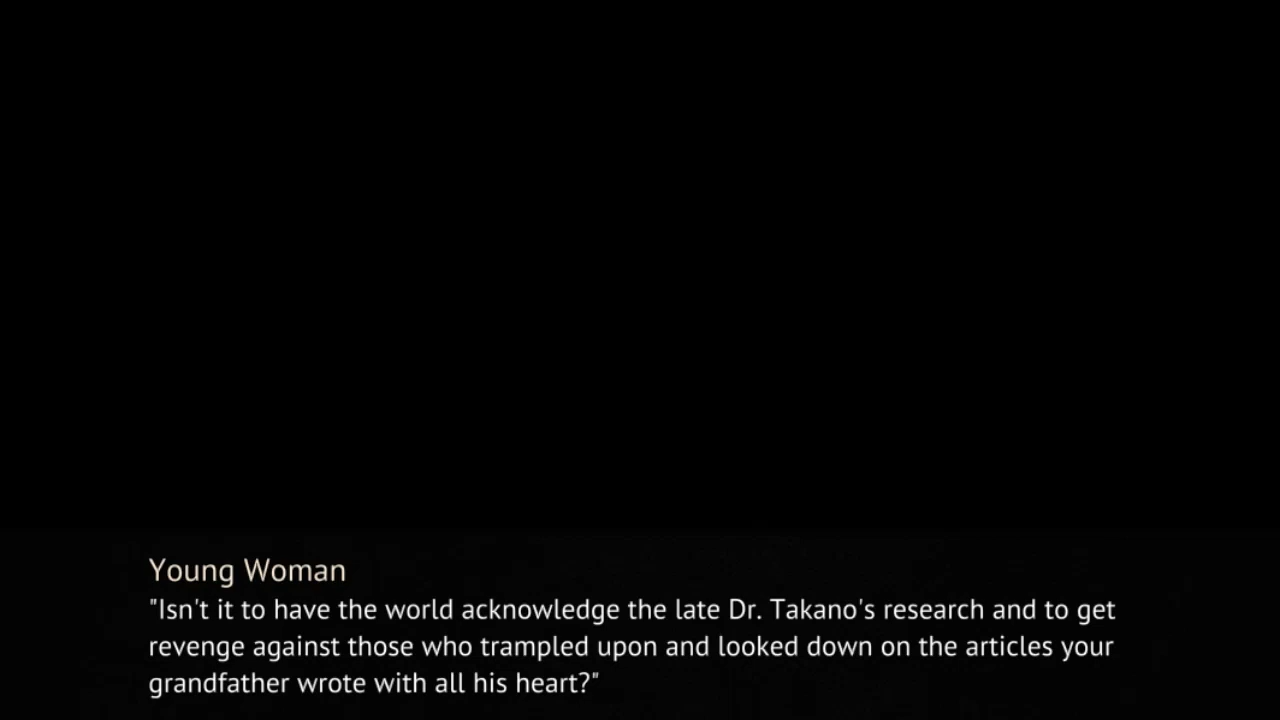 Young Woman
"Isn't it to have the world acknowledge the late Dr. Takano's research and to get
revenge against those who trampled upon and looked down on the articles your
grandfather wrote with all his heart?"